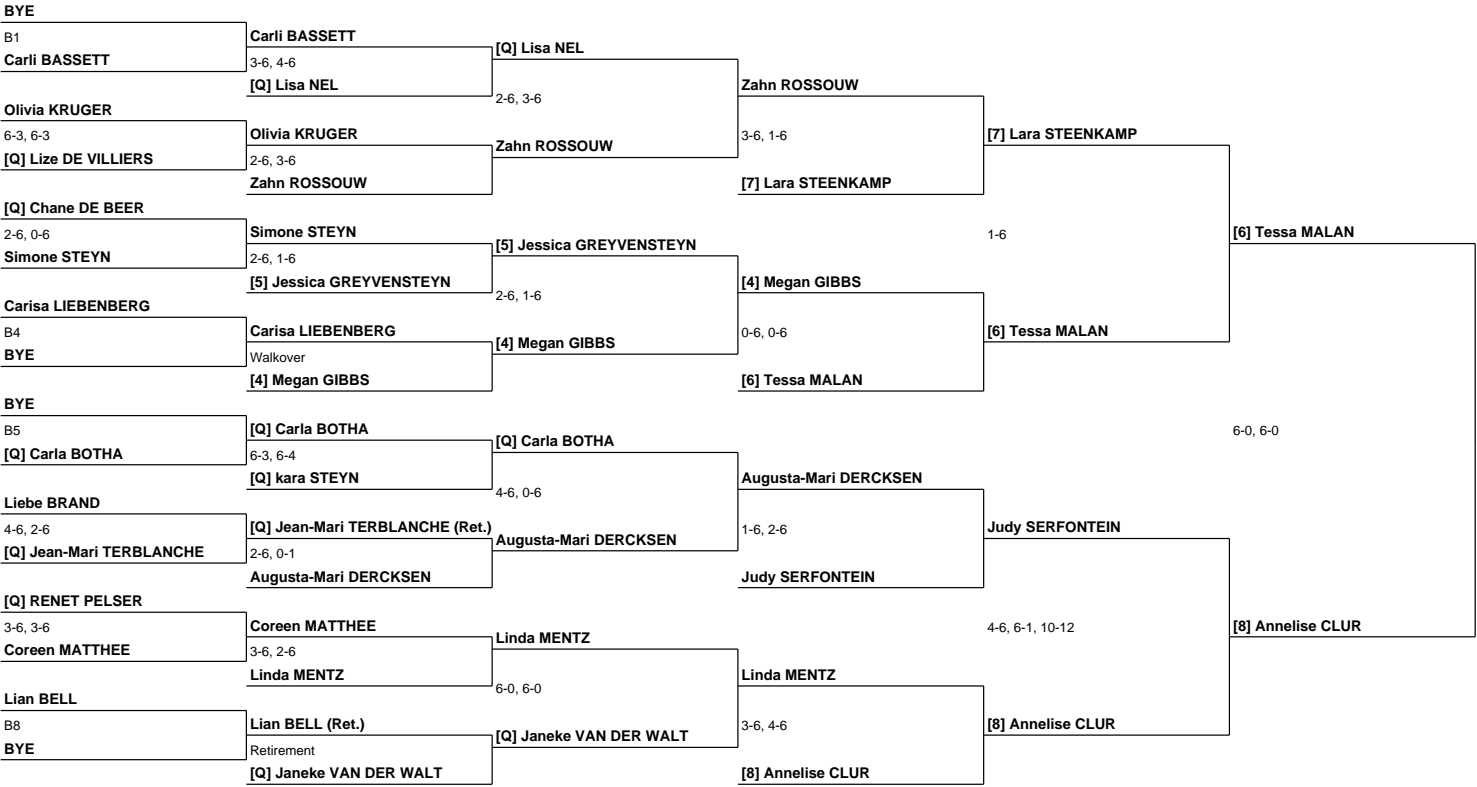 BYE
B1
Carli BASSETT
Olivia KRUGER
6-3, 6-3
[Q] Lize DE VILLIERS
[Q] Chane DE BEER
2-6, 0-6
Simone STEYN
Carisa LIEBENBERG
B4
BYE
BYE
B5
[Q] Carla BOTHA
Liebe BRAND
4-6, 2-6
[Q] Jean-Mari TERBLANCHE
[Q] RENET PELSER
3-6, 3-6
Coreen MATTHEE
Lian BELL
B8
BYE
Carli BASSETT
3-6, 4-6
[Q] Lisa NEL
Olivia KRUGER
2-6, 3-6
Zahn ROSSOUW
Simone STEYN
2-6, 1-6
[5] Jessica GREYVENSTEYN
Carisa LIEBENBERG
Walkover
[4] Megan GIBBS
[Q] Carla BOTHA
6-3, 6-4
[Q] kara STEYN
[Q] Jean-Mari TERBLANCHE (Ret.)
2-6, 0-1
Augusta-Mari DERCKSEN
Coreen MATTHEE
3-6, 2-6
Linda MENTZ
Lian BELL (Ret.)
Retirement
[Q] Janeke VAN DER WALT
[Q] Lisa NEL
2-6, 3-6
Zahn ROSSOUW
[5] Jessica GREYVENSTEYN
2-6, 1-6
[4] Megan GIBBS
[Q] Carla BOTHA
4-6, 0-6
Augusta-Mari DERCKSEN
Linda MENTZ
6-0, 6-0
[Q] Janeke VAN DER WALT
Zahn ROSSOUW
3-6, 1-6
[7] Lara STEENKAMP
[4] Megan GIBBS
0-6, 0-6
[6] Tessa MALAN
Augusta-Mari DERCKSEN
1-6, 2-6
Judy SERFONTEIN
Linda MENTZ
3-6, 4-6
[8] Annelise CLUR
[7] Lara STEENKAMP
1-6
[6] Tessa MALAN
Judy SERFONTEIN
4-6, 6-1, 10-12
[8] Annelise CLUR
[6] Tessa MALAN
6-0, 6-0
[8] Annelise CLUR